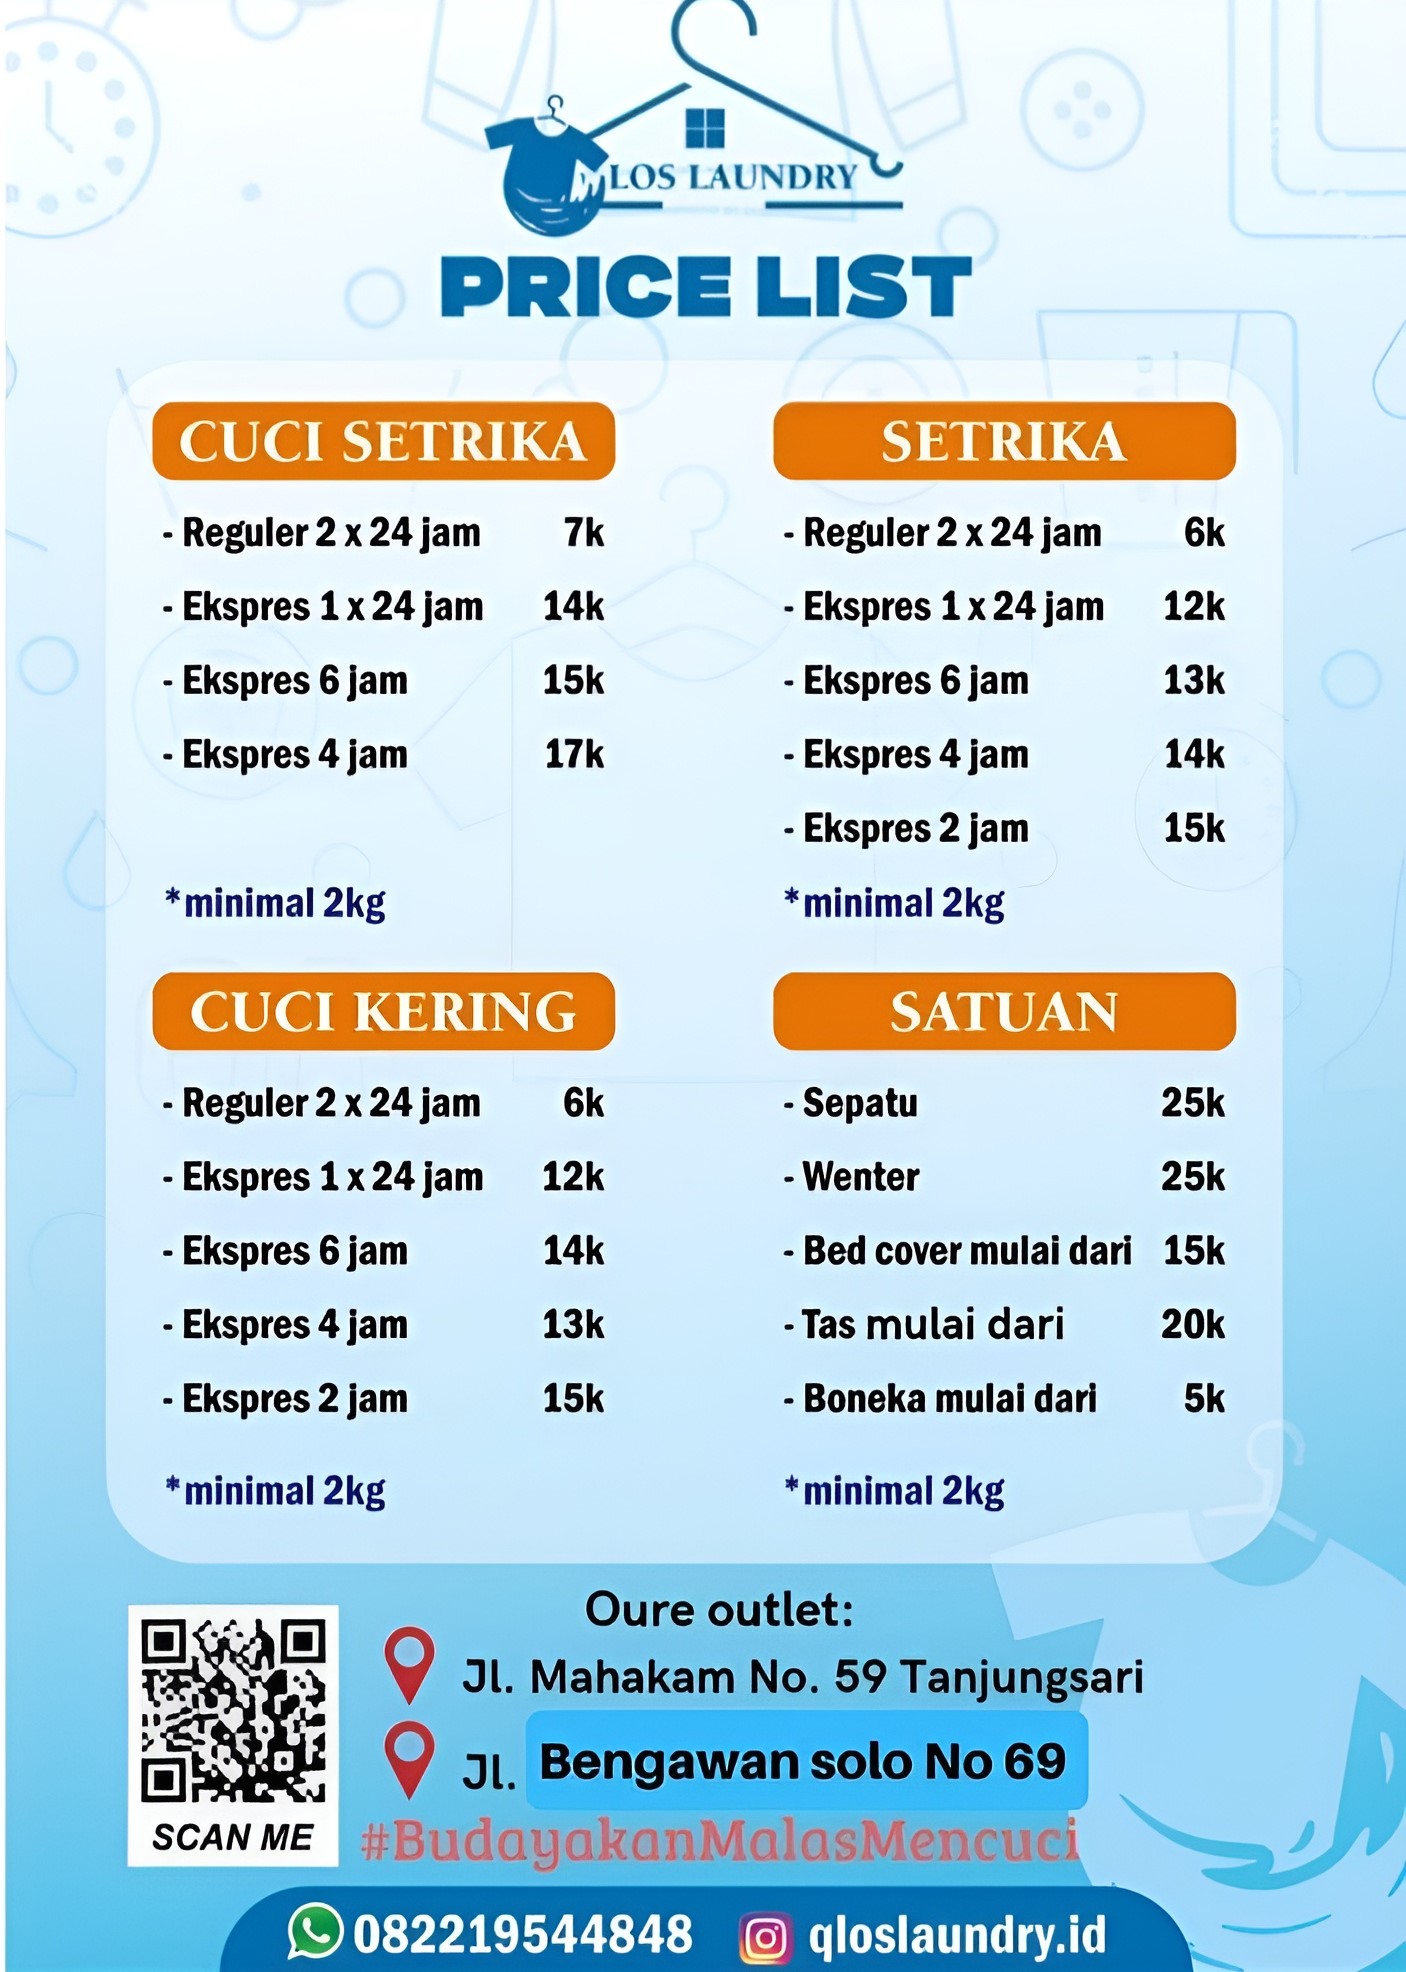 LOS LAUNDRY
PRICE LIST
CUCI SETRIKA
- Reguler 2 x 24 jam 7k
- Ekspres 1 x 24 jam 14k
- Ekspres 6 jam 15k
- Ekspres 4 jam 17k
*minimal 2kg
SETRIKA
- Reguler 2 x 24 jam 6k
- Ekspres 1 x 24 jam 12k
- Ekspres 6 jam 13k
- Ekspres 4 jam 14k
- Ekspres 2 jam 15k
*minimal 2kg
CUCI KERING
- Reguler 2 x 24 jam 6k
- Ekspres 1 x 24 jam 12k
- Ekspres 6 jam 14k
- Ekspres 4 jam 13k
- Ekspres 2 jam 15k
*minimal 2kg
SATUAN
- Sepatu 25k
- Wenter 25k
- Bed cover mulai dari 15k
- Tas mulai dari 20k
- Boneka mulai dari 5k
*minimal 2kg
SCAN ME
Oure outlet:
Jl. Mahakam No. 59 Tanjungsari
Jl. Bengawan solo No 69
#BudayakanMalasMencuci
082219544848 qloslaundry.id